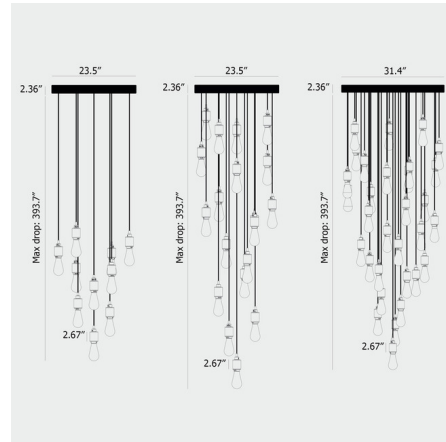 23.5” 23.5” 31.4”
2.36” 2.36” 2.36”
Max drop: 393.7” Max drop: 393.7” Max drop: 393.7”
2.67” 2.67” 2.67”